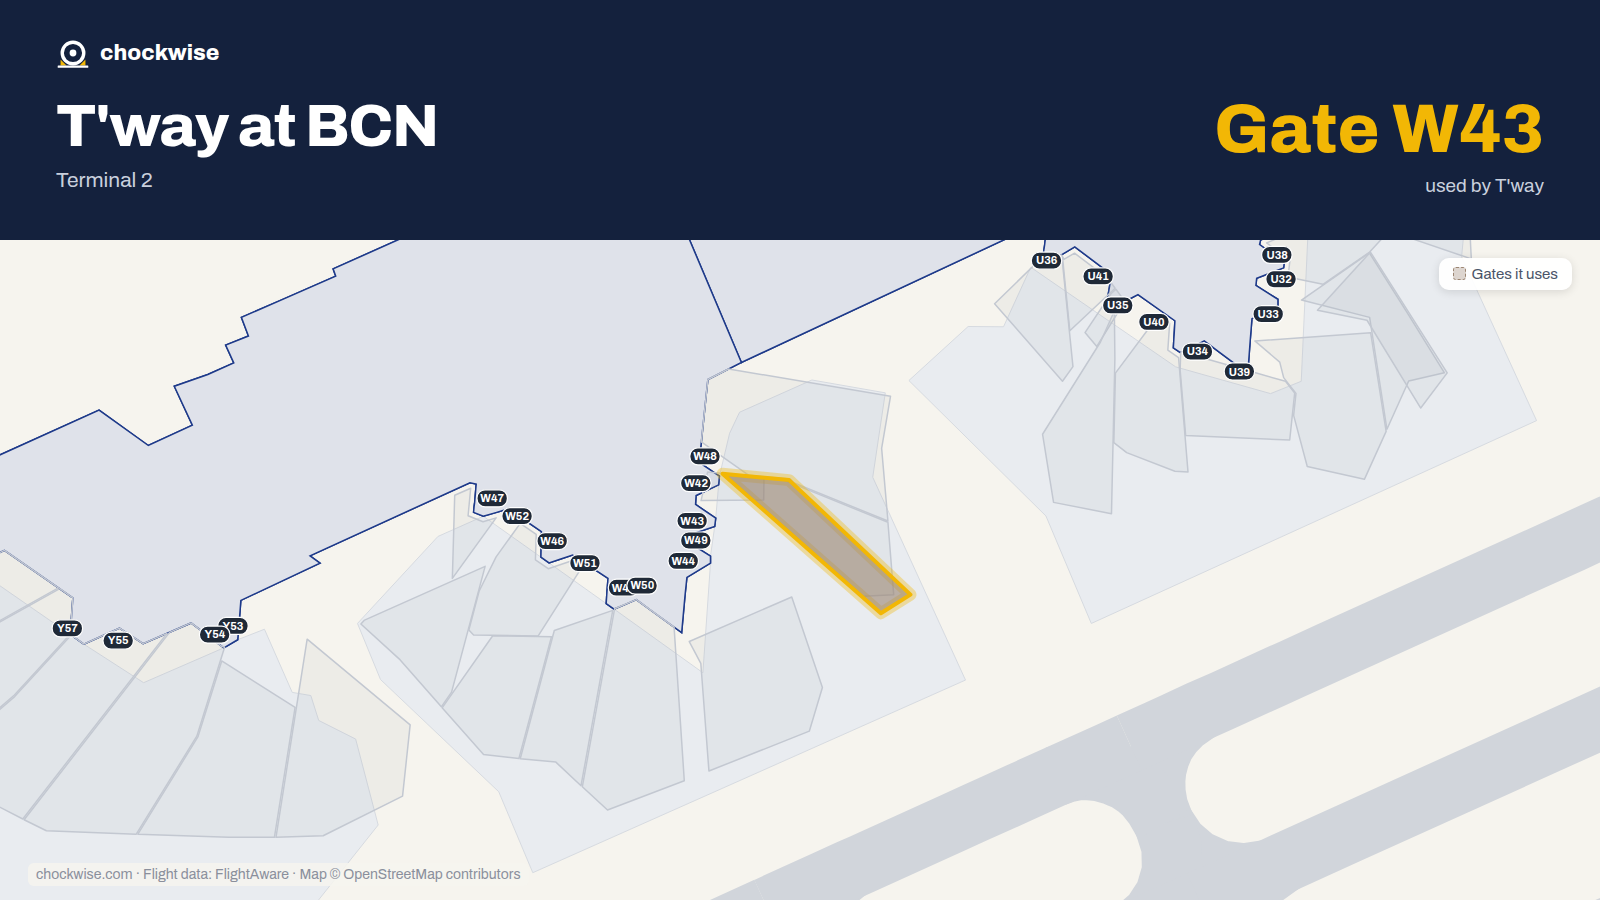 chockwise
T'way at BCN
Terminal 2
Gate W43
used by T'way
Gates it uses
U36
U41
U35
U40
U34
U39
U38
U32
U33
W48
W42
W43
W49
W44
W47
W52
W46
W51
W50
Y57
Y55
Y54
Y53
chockwise.com · Flight data: FlightAware · Map © OpenStreetMap contributors